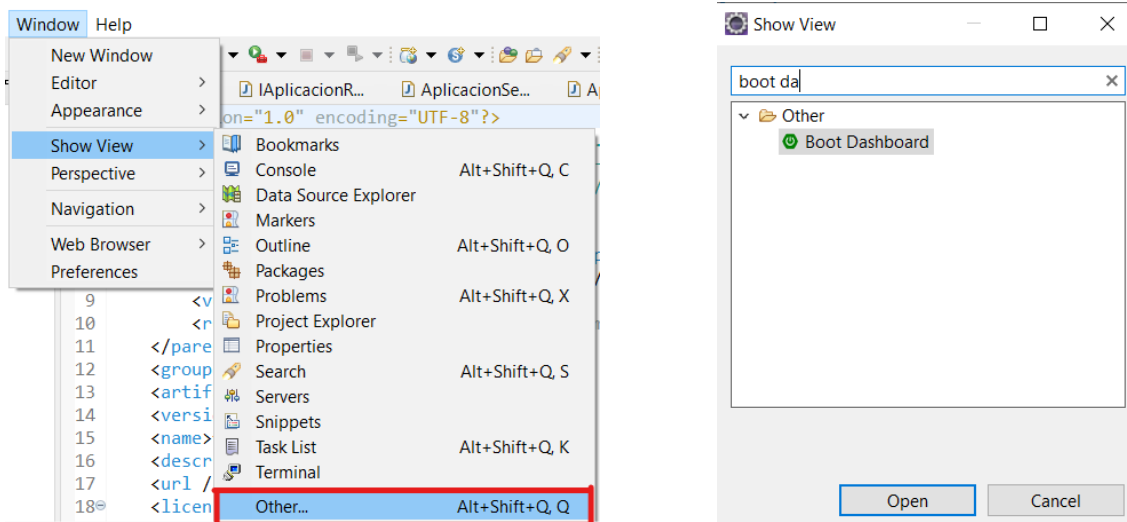 Window Help
New Window
Editor
Appearance
Show View
Perspective
Navigation
Web Browser
Preferences
IAplicacionR...
AplicacionSe...
on="1.0" encoding="UTF-8"?>
Bookmarks
Console Alt+Shift+Q, C
Data Source Explorer
Markers
Outline Alt+Shift+Q, O
Packages
Problems Alt+Shift+Q, X
Project Explorer
Properties
Search Alt+Shift+Q, S
Servers
Snippets
Task List Alt+Shift+Q, K
Terminal
Other... Alt+Shift+Q, Q
9 <v
10 <r
11 </pare
12 <group
13 <artif
14 <versi
15 <name>
16 <descr
17 <url /
18 <licen
Show View
boot da
Other
Boot Dashboard
Open Cancel